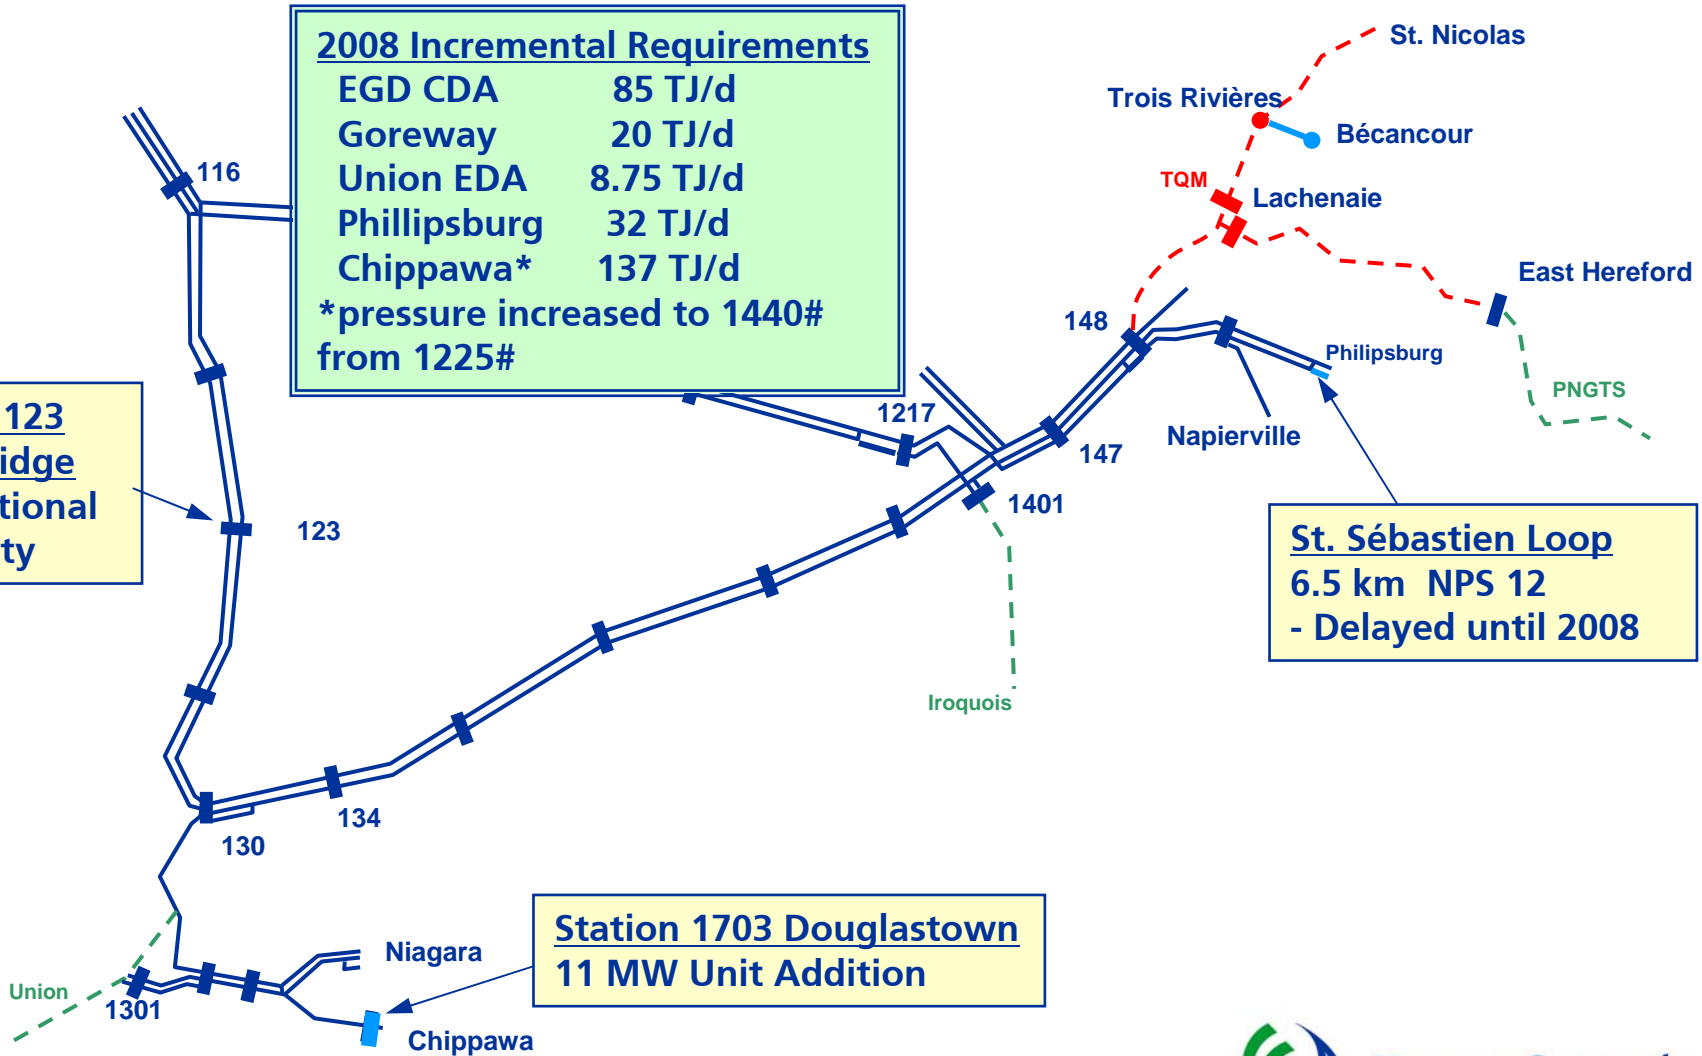 2008 Incremental Requirements
EGD CDA 85 TJ/d
Goreway 20 TJ/d
Union EDA 8.75 TJ/d
Phillipsburg 32 TJ/d
Chippawa* 137 TJ/d
*pressure increased to 1440#
from 1225#
St. Nicolas
Trois Rivières
Bécancour
TQM
Lachenaie
East Hereford
116
148
Philipsburg
PNGTS
1217
Napierville
147
1401
123
123
St. Sébastien Loop
6.5 km NPS 12
- Delayed until 2008
Iroquois
134
130
Station 1703 Douglastown
11 MW Unit Addition
Niagara
Union
1301
Chippawa